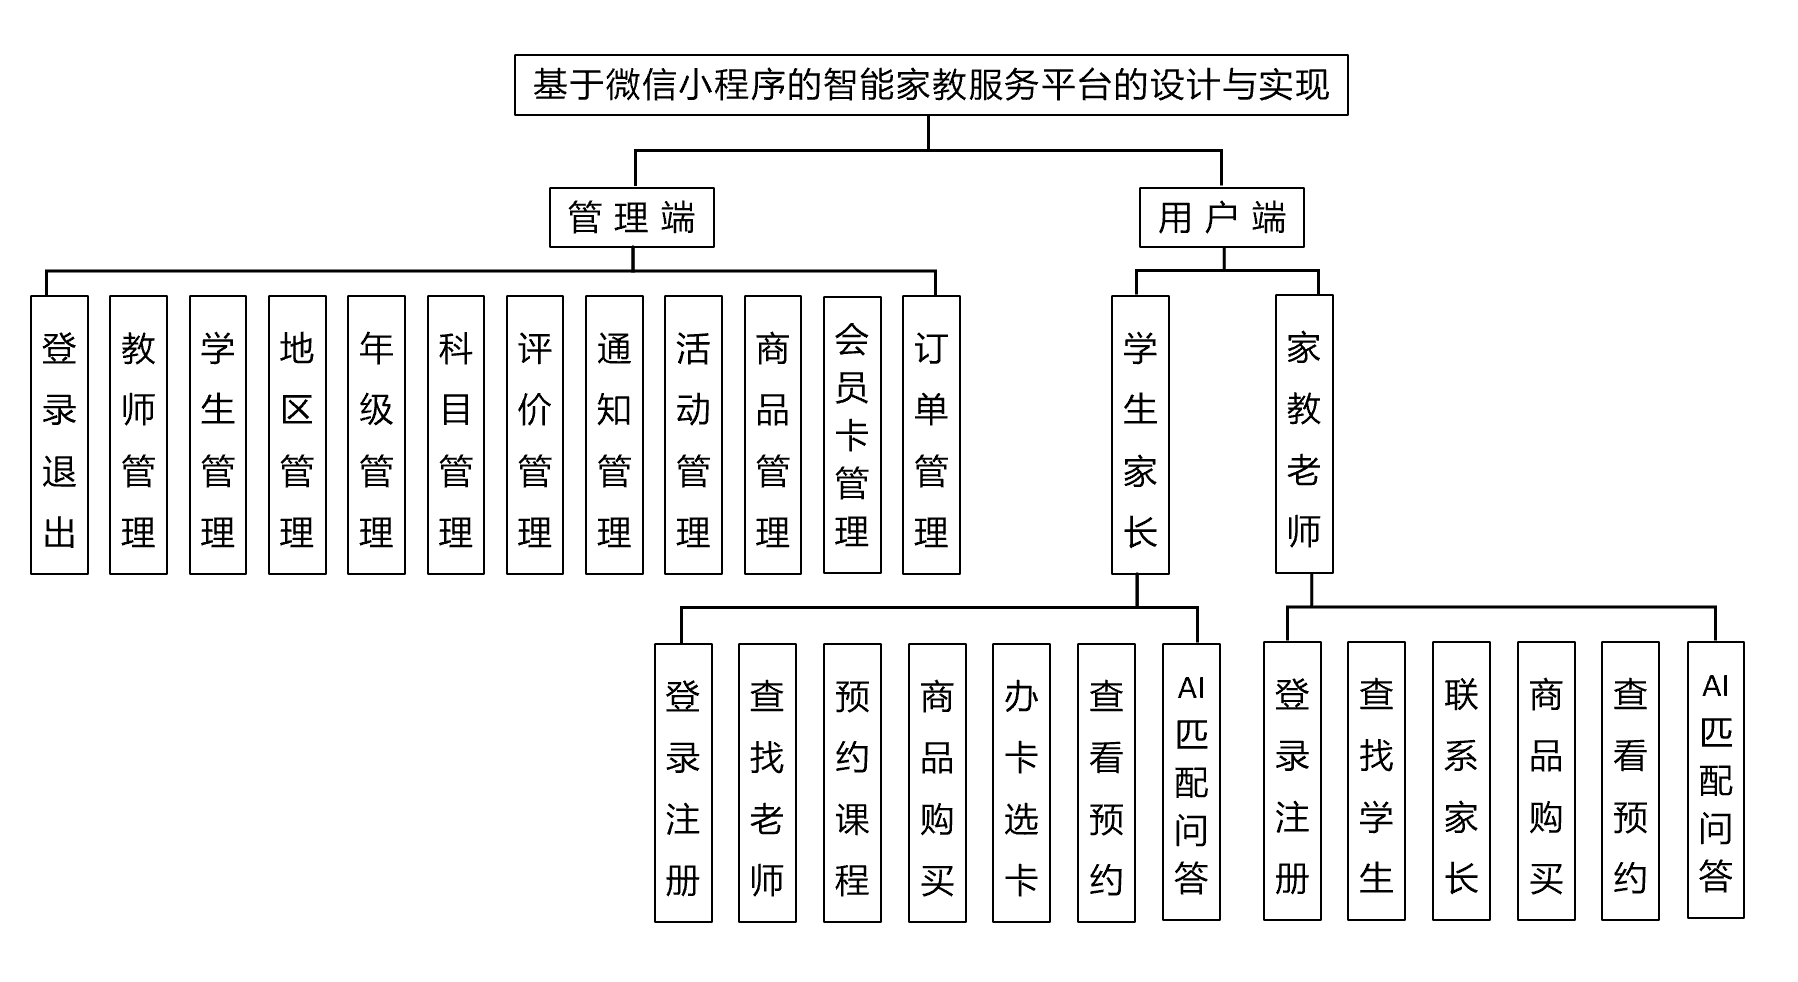 基于微信小程序的智能家教服务平台的设计与实现
管理端
用户端
登录退出
教师管理
学生管理
地区管理
年级管理
科目管理
评价管理
通知管理
活动管理
商品管理
会员卡管理
订单管理
学生家长
家教老师
登录注册
查找老师
预约课程
商品购买
办卡选卡
查看预约
AI匹配问答
登录注册
查找学生
联系家长
商品购买
查看预约
AI匹配问答